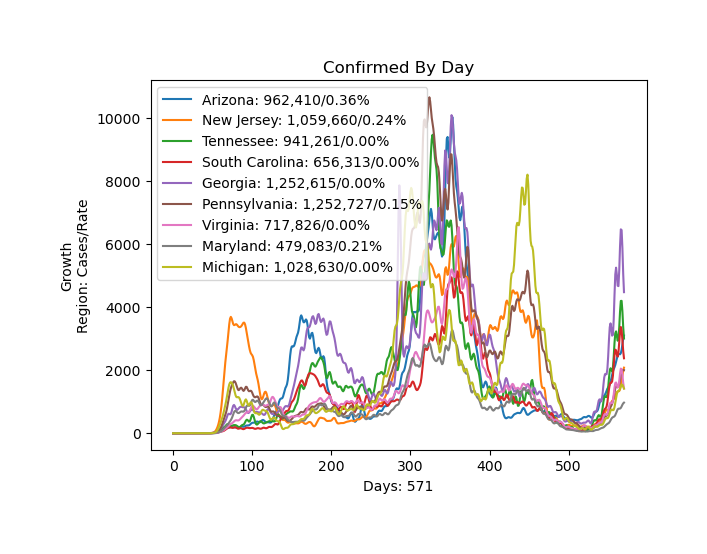 Confirmed By Day
Growth
Region: Cases/Rate
10000
8000
6000
4000
2000
0
Arizona: 962,410/0.36%
New Jersey: 1,059,660/0.24%
Tennessee: 941,261/0.00%
South Carolina: 656,313/0.00%
Georgia: 1,252,615/0.00%
Pennsylvania: 1,252,727/0.15%
Virginia: 717,826/0.00%
Maryland: 479,083/0.21%
Michigan: 1,028,630/0.00%
0 100 200 300 400 500
Days: 571